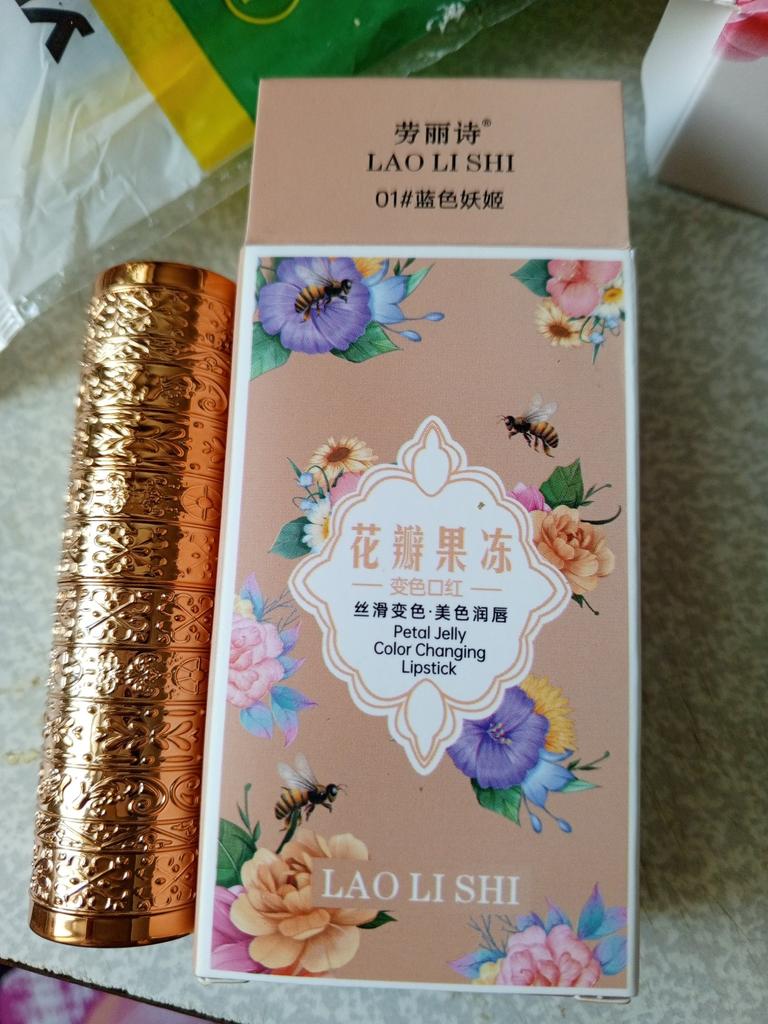 劳丽诗®
LAO LI SHI
01#蓝色妖姬
花瓣果冻
变色口红
丝滑变色·美色润唇
Petal Jelly
Color Changing
Lipstick
LAO LI SHI